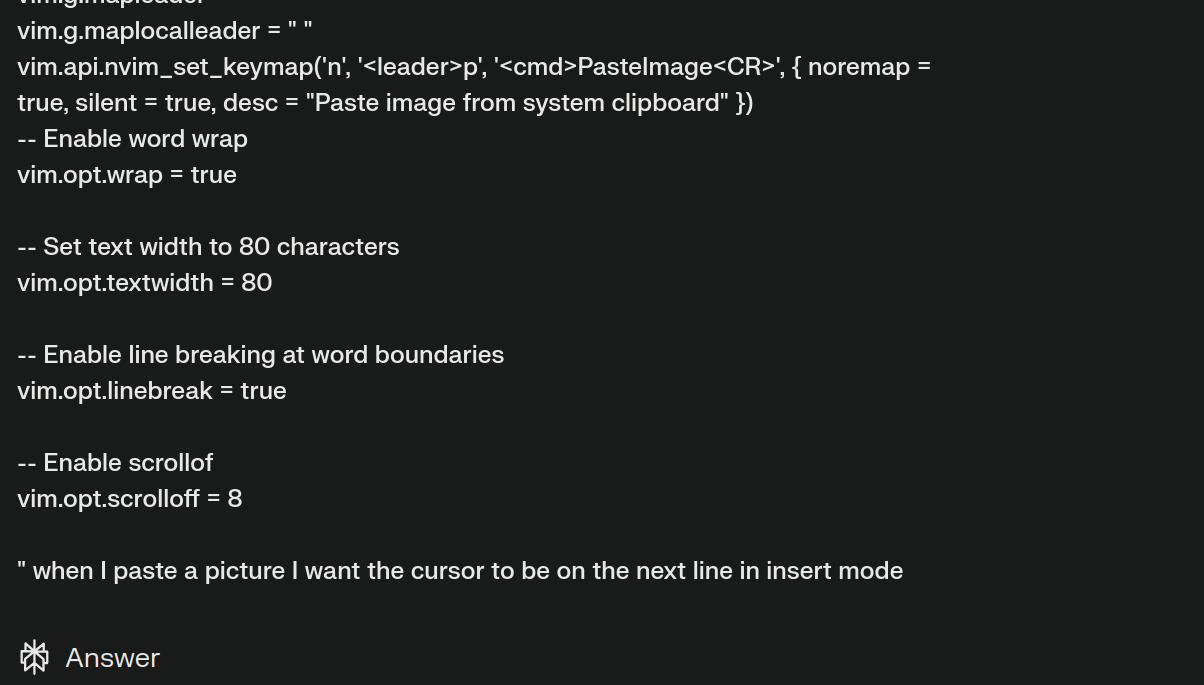 vim.g.mapleader
vim.g.maplocalleader = " "
vim.api.nvim_set_keymap('n', '<leader>p', '<cmd>PasteImage<CR>', { noremap =
true, silent = true, desc = "Paste image from system clipboard" })
-- Enable word wrap
vim.opt.wrap = true
-- Set text width to 80 characters
vim.opt.textwidth = 80
-- Enable line breaking at word boundaries
vim.opt.linebreak = true
-- Enable scrollof
vim.opt.scrolloff = 8
" when I paste a picture I want the cursor to be on the next line in insert mode
Answer